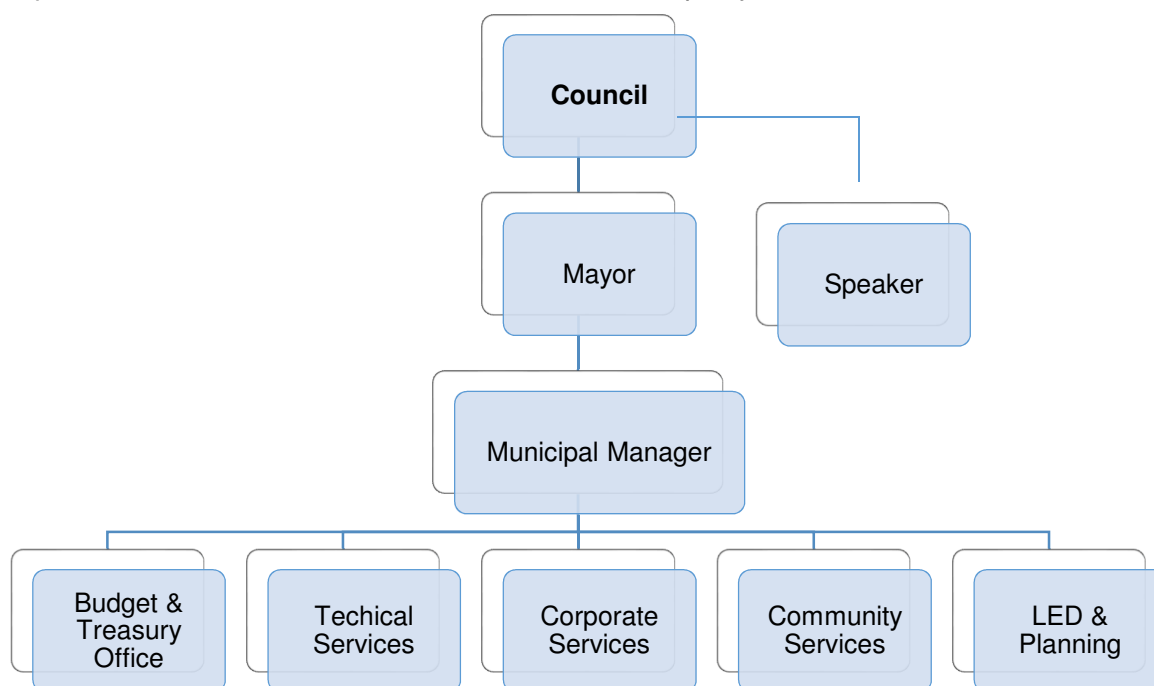 Council
Mayor
Speaker
Municipal Manager
Budget &
Treasury
Office
Techical
Services
Corporate
Services
Community
Services
LED &
Planning